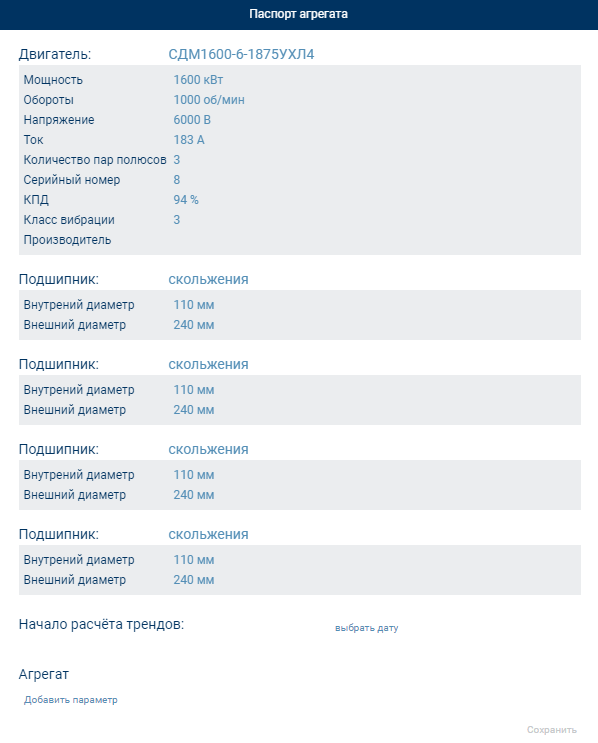 Паспорт агрегата
Двигатель: СДМ1600-6-1875УХЛ4
Мощность 1600 кВт
Обороты 1000 об/мин
Напряжение 6000 В
Ток 183 А
Количество пар полюсов 3
Серийный номер 8
КПД 94 %
Класс вибрации 3
Производитель
Подшипник: скольжения
Внутрений диаметр 110 мм
Внешний диаметр 240 мм
Подшипник: скольжения
Внутрений диаметр 110 мм
Внешний диаметр 240 мм
Подшипник: скольжения
Внутрений диаметр 110 мм
Внешний диаметр 240 мм
Подшипник: скольжения
Внутрений диаметр 110 мм
Внешний диаметр 240 мм
Начало расчёта трендов: выбрать дату
Агрегат
Добавить параметр
Сохранить